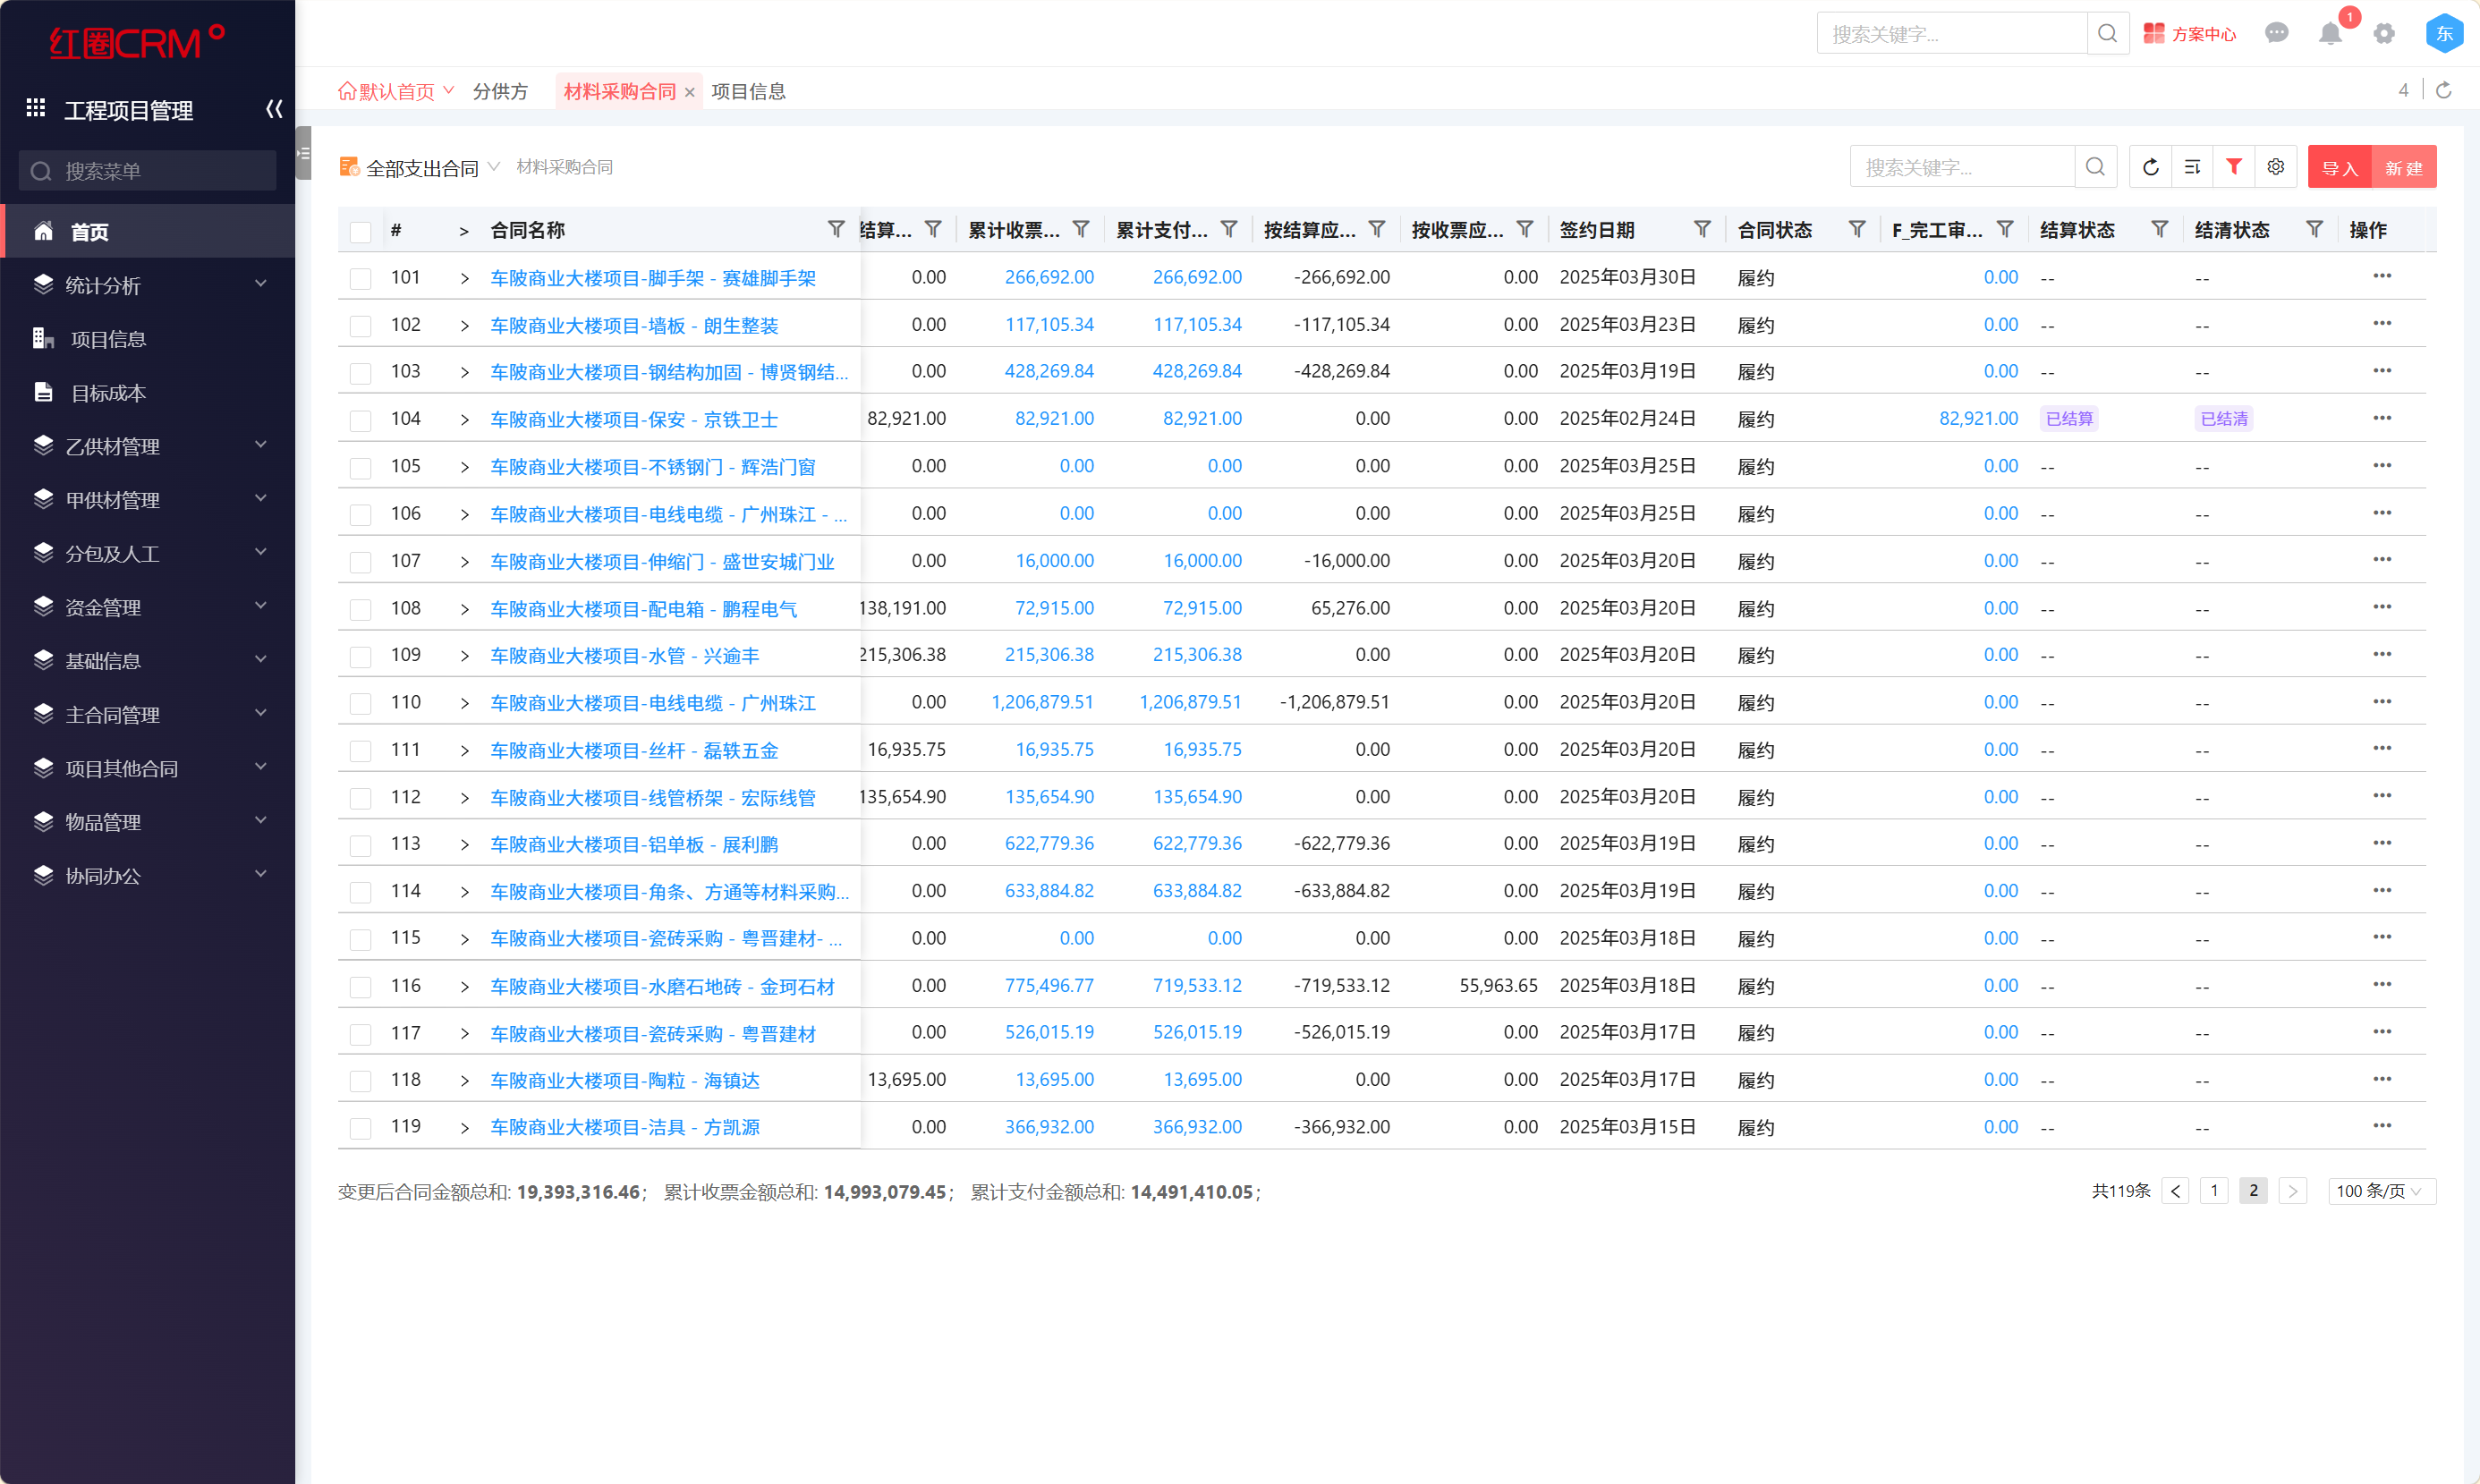 红圈CRM
搜索关键字...
方案中心
1
东
工程项目管理
默认首页 分供方 材料采购合同 项目信息 4
搜索菜单
全部支出合同 材料采购合同 搜索关键字... 导入 新建
首页
统计分析
项目信息
目标成本
乙供材管理
甲供材管理
分包及人工
资金管理
基础信息
主合同管理
项目其他合同
物品管理
协同办公
# > 合同名称 结算... 累计收票... 累计支付... 按结算应... 按收票应... 签约日期 合同状态 F_完工审... 结算状态 结清状态 操作
101 > 车陂商业大楼项目-脚手架 - 赛雄脚手架 0.00 266,692.00 266,692.00 -266,692.00 0.00 2025年03月30日 履约 0.00 -- -- •••
102 > 车陂商业大楼项目-墙板 - 朗生整装 0.00 117,105.34 117,105.34 -117,105.34 0.00 2025年03月23日 履约 0.00 -- -- •••
103 > 车陂商业大楼项目-钢结构加固 - 博贤钢结... 0.00 428,269.84 428,269.84 -428,269.84 0.00 2025年03月19日 履约 0.00 -- -- •••
104 > 车陂商业大楼项目-保安 - 京铁卫士 82,921.00 82,921.00 82,921.00 0.00 0.00 2025年02月24日 履约 82,921.00 已结算 已结清 •••
105 > 车陂商业大楼项目-不锈钢门 - 辉浩门窗 0.00 0.00 0.00 0.00 0.00 2025年03月25日 履约 0.00 -- -- •••
106 > 车陂商业大楼项目-电线电缆 - 广州珠江 - ... 0.00 0.00 0.00 0.00 0.00 2025年03月25日 履约 0.00 -- -- •••
107 > 车陂商业大楼项目-伸缩门 - 盛世安城门业 0.00 16,000.00 16,000.00 -16,000.00 0.00 2025年03月20日 履约 0.00 -- -- •••
108 > 车陂商业大楼项目-配电箱 - 鹏程电气 138,191.00 72,915.00 72,915.00 65,276.00 0.00 2025年03月20日 履约 0.00 -- -- •••
109 > 车陂商业大楼项目-水管 - 兴逾丰 215,306.38 215,306.38 215,306.38 0.00 0.00 2025年03月20日 履约 0.00 -- -- •••
110 > 车陂商业大楼项目-电线电缆 - 广州珠江 0.00 1,206,879.51 1,206,879.51 -1,206,879.51 0.00 2025年03月20日 履约 0.00 -- -- •••
111 > 车陂商业大楼项目-丝杆 - 磊轶五金 16,935.75 16,935.75 16,935.75 0.00 0.00 2025年03月20日 履约 0.00 -- -- •••
112 > 车陂商业大楼项目-线管桥架 - 宏际线管 135,654.90 135,654.90 135,654.90 0.00 0.00 2025年03月20日 履约 0.00 -- -- •••
113 > 车陂商业大楼项目-铝单板 - 展利鹏 0.00 622,779.36 622,779.36 -622,779.36 0.00 2025年03月19日 履约 0.00 -- -- •••
114 > 车陂商业大楼项目-角条、方通等材料采购... 0.00 633,884.82 633,884.82 -633,884.82 0.00 2025年03月19日 履约 0.00 -- -- •••
115 > 车陂商业大楼项目-瓷砖采购 - 粤晋建材- ... 0.00 0.00 0.00 0.00 0.00 2025年03月18日 履约 0.00 -- -- •••
116 > 车陂商业大楼项目-水磨石地砖 - 金珂石材 0.00 775,496.77 719,533.12 -719,533.12 55,963.65 2025年03月18日 履约 0.00 -- -- •••
117 > 车陂商业大楼项目-瓷砖采购 - 粤晋建材 0.00 526,015.19 526,015.19 -526,015.19 0.00 2025年03月17日 履约 0.00 -- -- •••
118 > 车陂商业大楼项目-陶粒 - 海镇达 13,695.00 13,695.00 13,695.00 0.00 0.00 2025年03月17日 履约 0.00 -- -- •••
119 > 车陂商业大楼项目-洁具 - 方凯源 0.00 366,932.00 366,932.00 -366,932.00 0.00 2025年03月15日 履约 0.00 -- -- •••
变更后合同金额总和: 19,393,316.46; 累计收票金额总和: 14,993,079.45; 累计支付金额总和: 14,491,410.05; 共119条 < 1 2 > 100 条/页